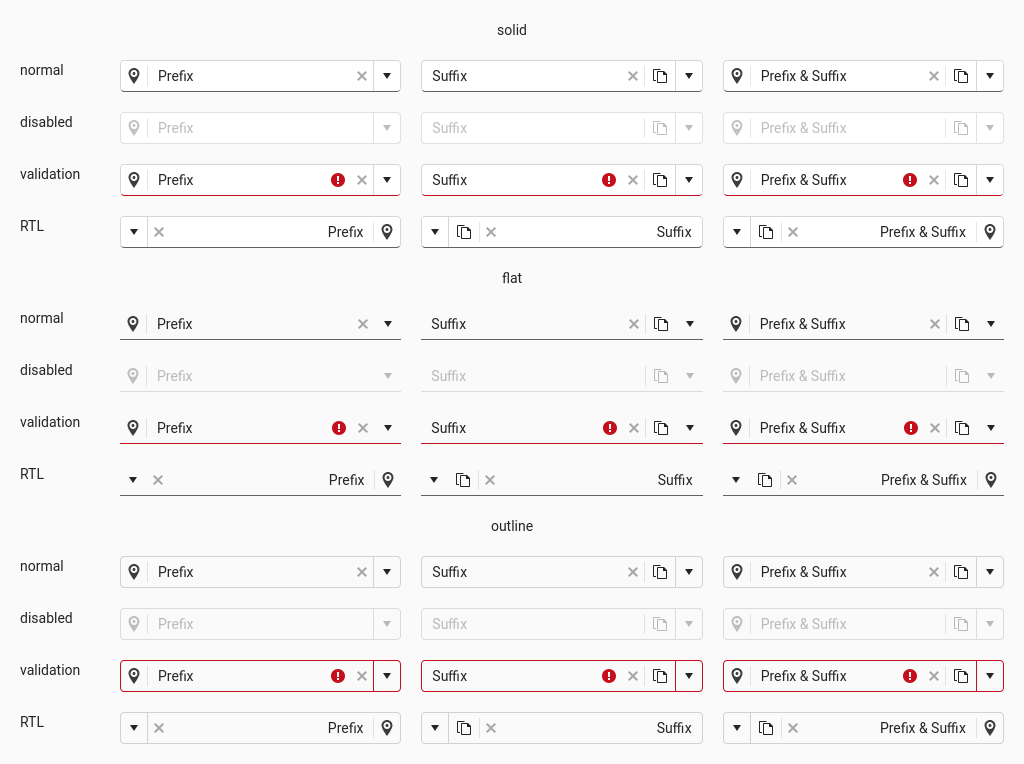 solid
normal Prefix Suffix Prefix & Suffix
disabled Prefix Suffix Prefix & Suffix
validation Prefix Suffix Prefix & Suffix
RTL Prefix Suffix Prefix & Suffix
flat
normal Prefix Suffix Prefix & Suffix
disabled Prefix Suffix Prefix & Suffix
validation Prefix Suffix Prefix & Suffix
RTL Prefix Suffix Prefix & Suffix
outline
normal Prefix Suffix Prefix & Suffix
disabled Prefix Suffix Prefix & Suffix
validation Prefix Suffix Prefix & Suffix
RTL Prefix Suffix Prefix & Suffix